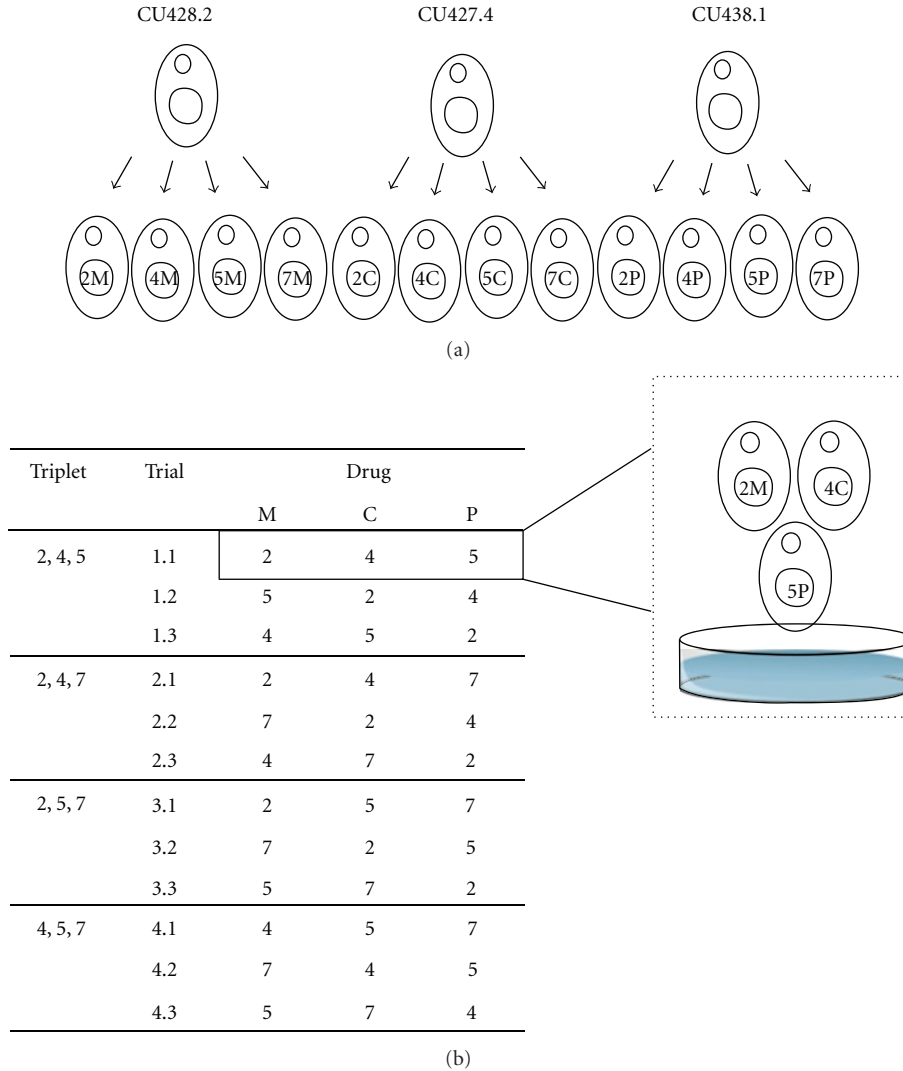 CU428.2 CU427.4 CU438.1
2M 4M 5M 7M 2C 4C 5C 7C 2P 4P 5P 7P
(a)
Triplet Trial Drug
M C P
2, 4, 5 1.1 2 4 5
1.2 5 2 4
1.3 4 5 2
2, 4, 7 2.1 2 4 7
2.2 7 2 4
2.3 4 7 2
2, 5, 7 3.1 2 5 7
3.2 7 2 5
3.3 5 7 2
4, 5, 7 4.1 4 5 7
4.2 7 4 5
4.3 5 7 4
2M 4C
5P
(b)